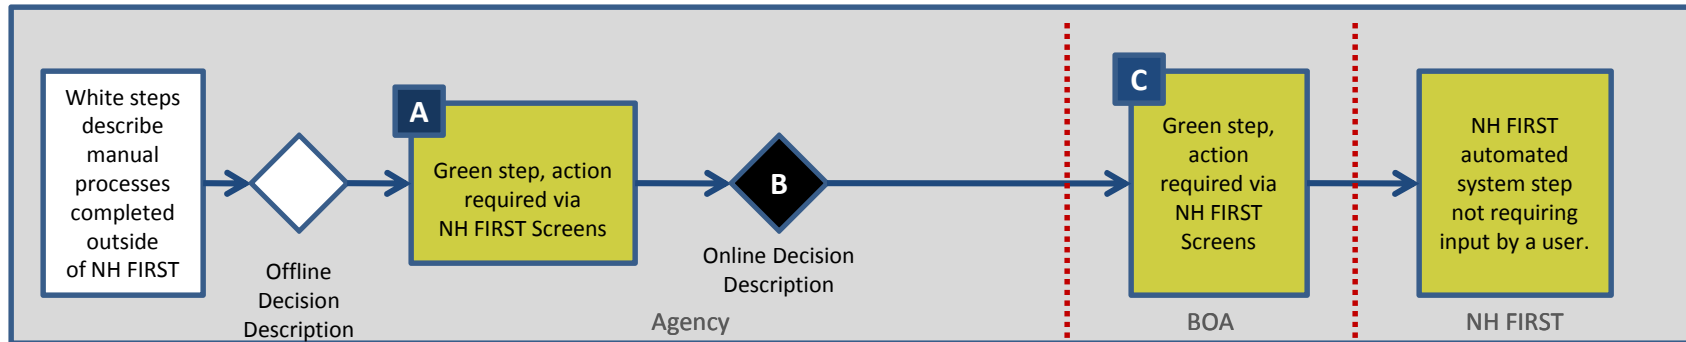 White steps
describe
manual
processes
completed
outside
of NH FIRST
Offline
Decision
Description
A
Green step, action
required via
NH FIRST Screens
B
Online Decision
Description
Agency
C
Green step,
action
required via
NH FIRST
Screens
BOA
NH FIRST
automated
system step
not requiring
input by a user.
NH FIRST